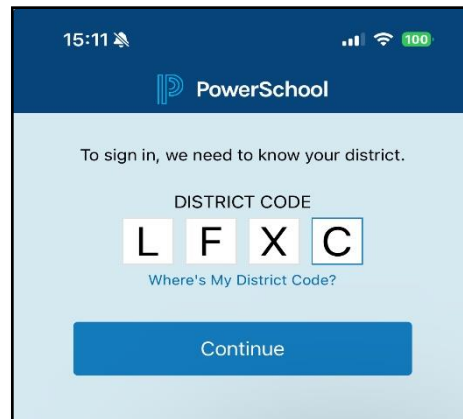 15:11 100
PowerSchool
To sign in, we need to know your district.
DISTRICT CODE
L F X C
Where's My District Code?
Continue